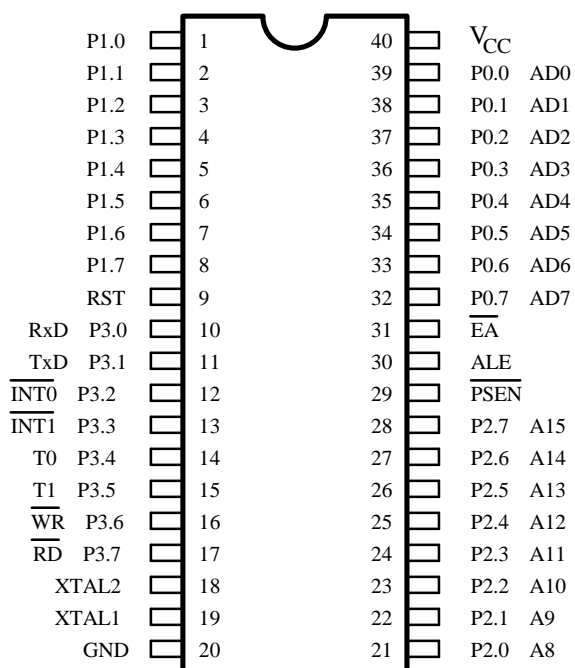 P1.0 1 40 VCC
P1.1 2 39 P0.0 AD0
P1.2 3 38 P0.1 AD1
P1.3 4 37 P0.2 AD2
P1.4 5 36 P0.3 AD3
P1.5 6 35 P0.4 AD4
P1.6 7 34 P0.5 AD5
P1.7 8 33 P0.6 AD6
RST 9 32 P0.7 AD7
RxD P3.0 10 31 E̅A̅
TxD P3.1 11 30 ALE
I̅N̅T̅0̅ P3.2 12 29 P̅S̅E̅N̅
I̅N̅T̅1̅ P3.3 13 28 P2.7 A15
T0 P3.4 14 27 P2.6 A14
T1 P3.5 15 26 P2.5 A13
W̅R̅ P3.6 16 25 P2.4 A12
R̅D̅ P3.7 17 24 P2.3 A11
XTAL2 18 23 P2.2 A10
XTAL1 19 22 P2.1 A9
GND 20 21 P2.0 A8